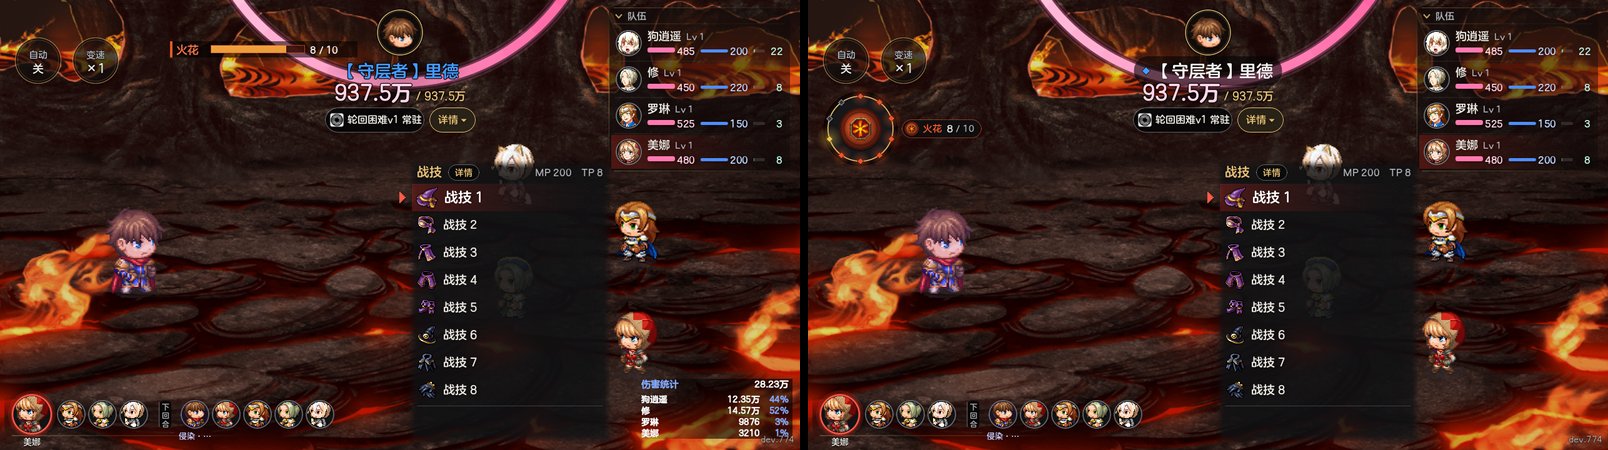 自动
关
变速
×1
火花 8 / 10
【守层者】里德
937.5万 / 937.5万
轮回困难v1 常驻
详情
队伍
狗逍遥 Lv 1
485 200 22
修 Lv 1
450 220 8
罗琳 Lv 1
525 150 3
美娜 Lv 1
480 200 8
战技 详情 MP 200 TP 8
战技 1
战技 2
战技 3
战技 4
战技 5
战技 6
战技 7
战技 8
伤害统计 28.23万
狗逍遥 12.35万 44%
修 14.57万 52%
罗琳 9876 3%
美娜 3210 1%
dev.774
美娜
下回合
侵染 · ...
自动
关
变速
×1
火花 8 / 10
【守层者】里德
937.5万 / 937.5万
轮回困难v1 常驻
详情
队伍
狗逍遥 Lv 1
485 200 22
修 Lv 1
450 220 8
罗琳 Lv 1
525 150 3
美娜 Lv 1
480 200 8
战技 详情 MP 200 TP 8
战技 1
战技 2
战技 3
战技 4
战技 5
战技 6
战技 7
战技 8
美娜
下回合
侵染 · ...
dev.774